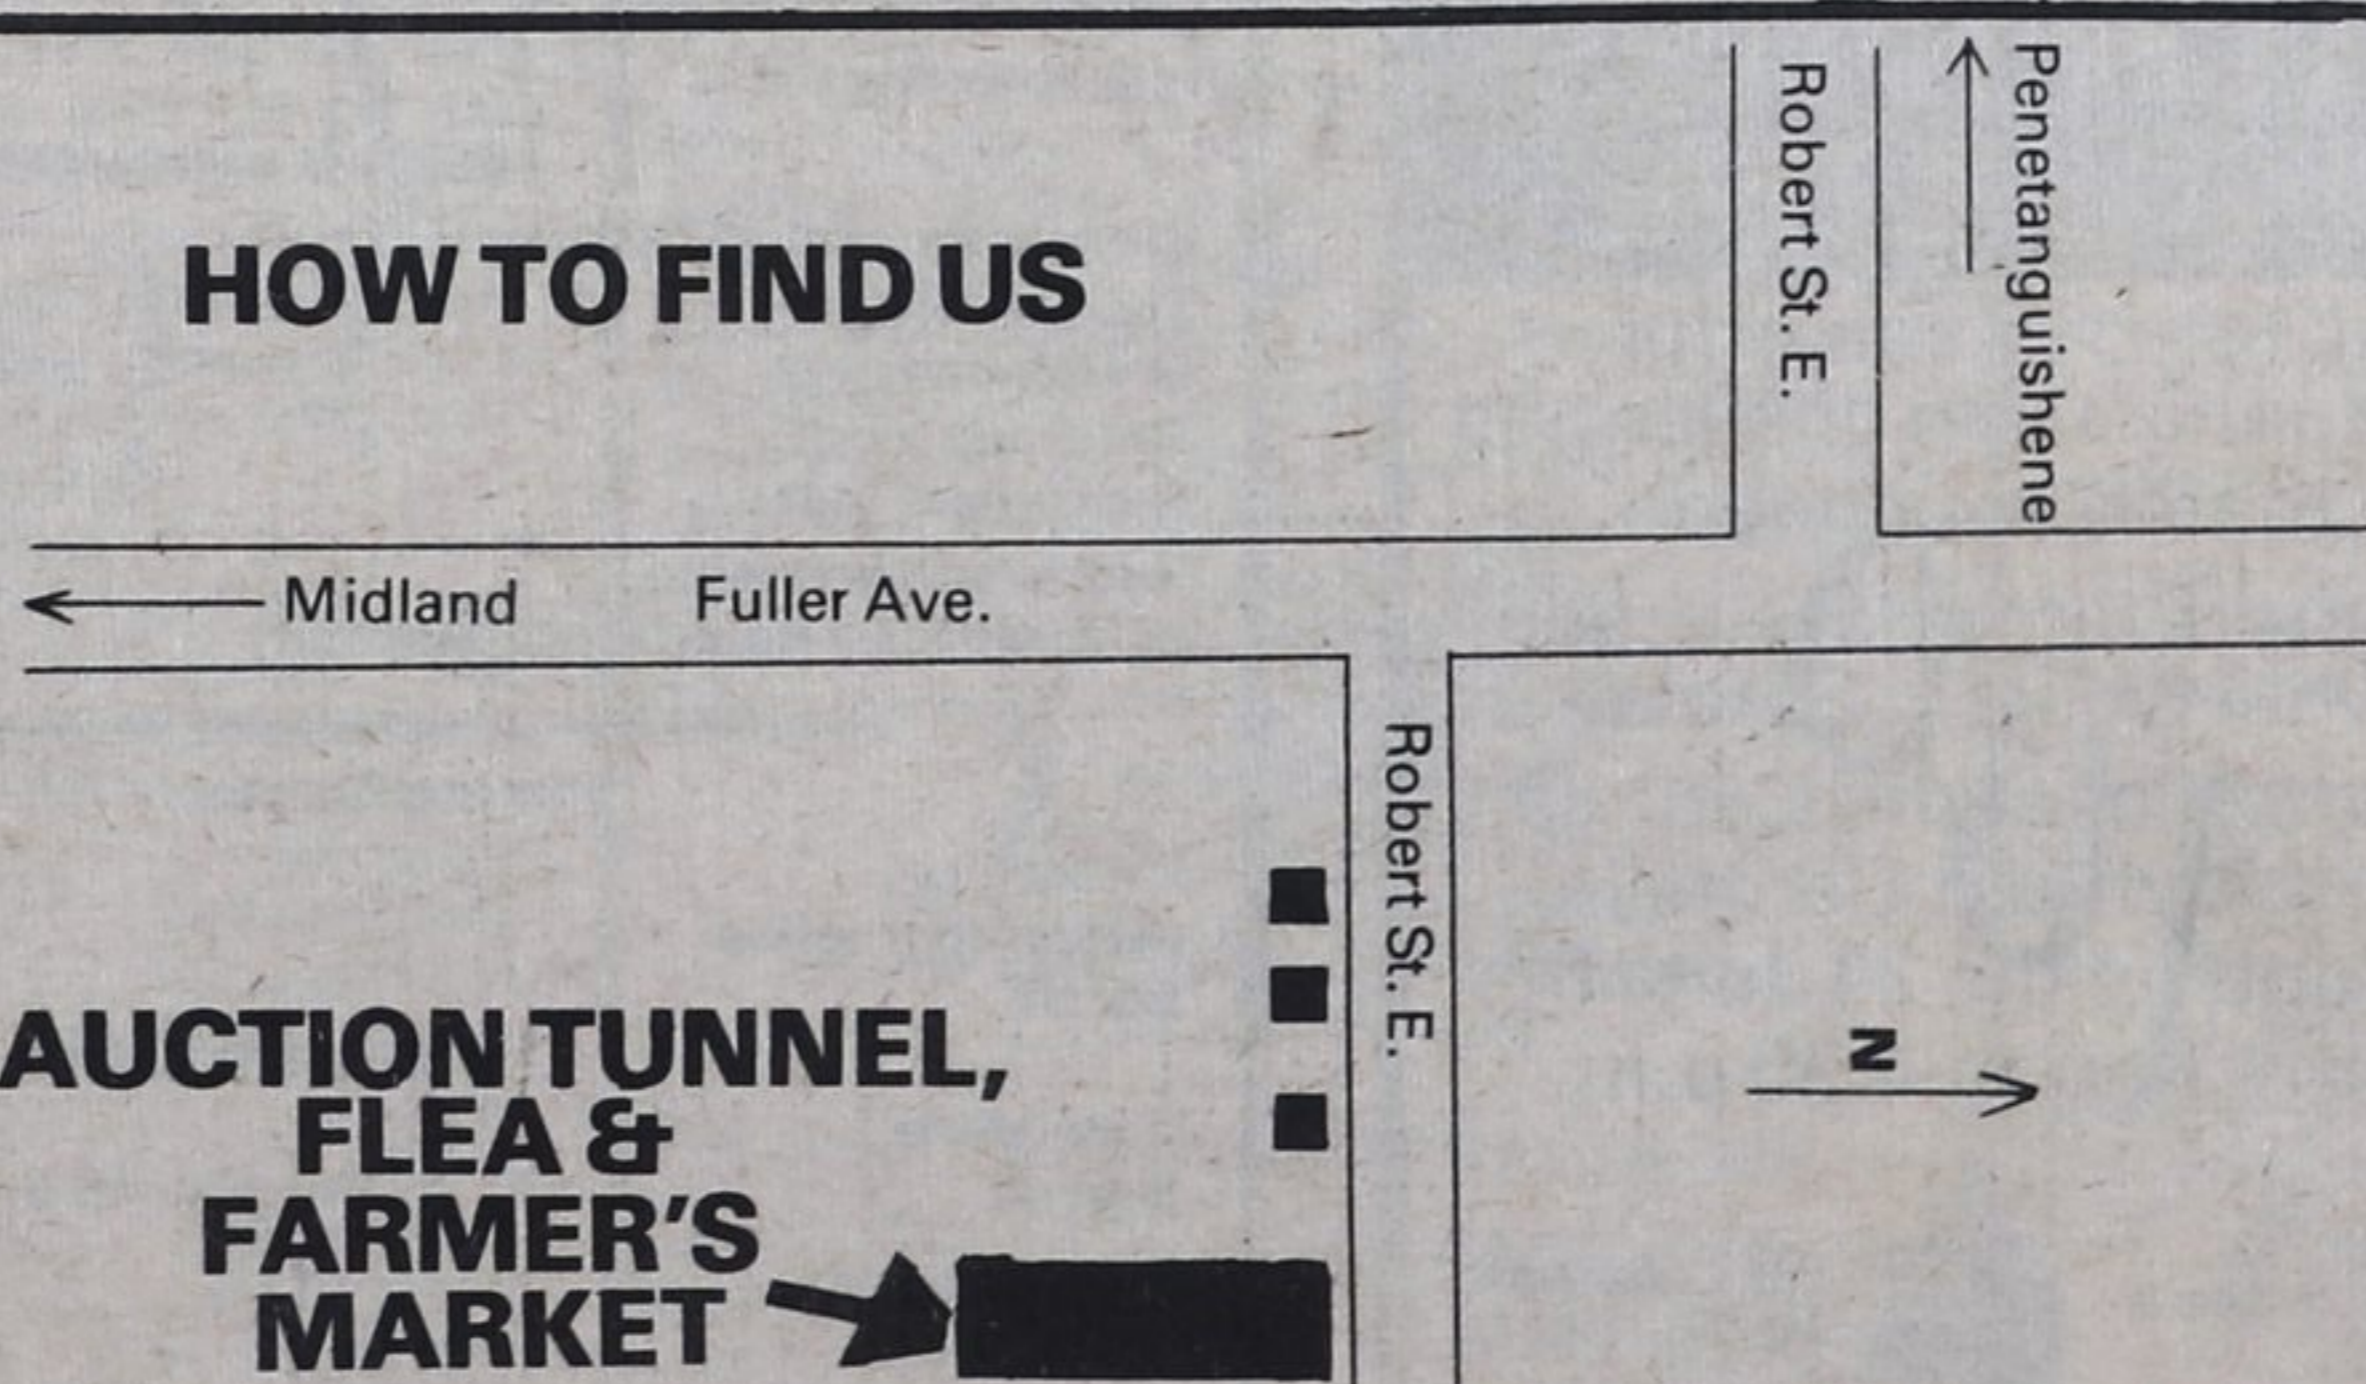 Penetanguishene
Robert St. E.
HOW TO FIND US
Midland Fuller Ave.
Robert St. E.
AUCTION TUNNEL,
FLEA &
FARMER'S
MARKET
N